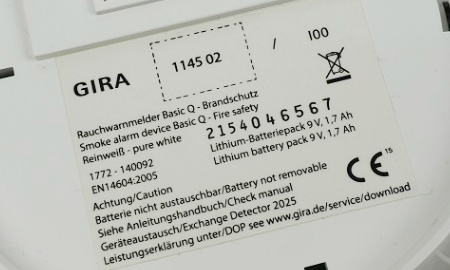 GIRA
1145 02
/ I00
Rauchwarnmelder Basic Q - Brandschutz
Smoke alarm device Basic Q - Fire safety
Reinweiß - pure white
2154046567
1772 - 140092
EN14604:2005
Lithium-Batteriepack 9 V, 1,7 Ah
Lithium battery pack 9 V, 1,7 Ah
CE 15
Achtung/Caution
Batterie nicht austauschbar/Battery not removable
Siehe Anleitungshandbuch/Check manual
Geräteaustausch/Exchange Detector 2025
Leistungserklärung unter/DOP see www.gira.de/service/download